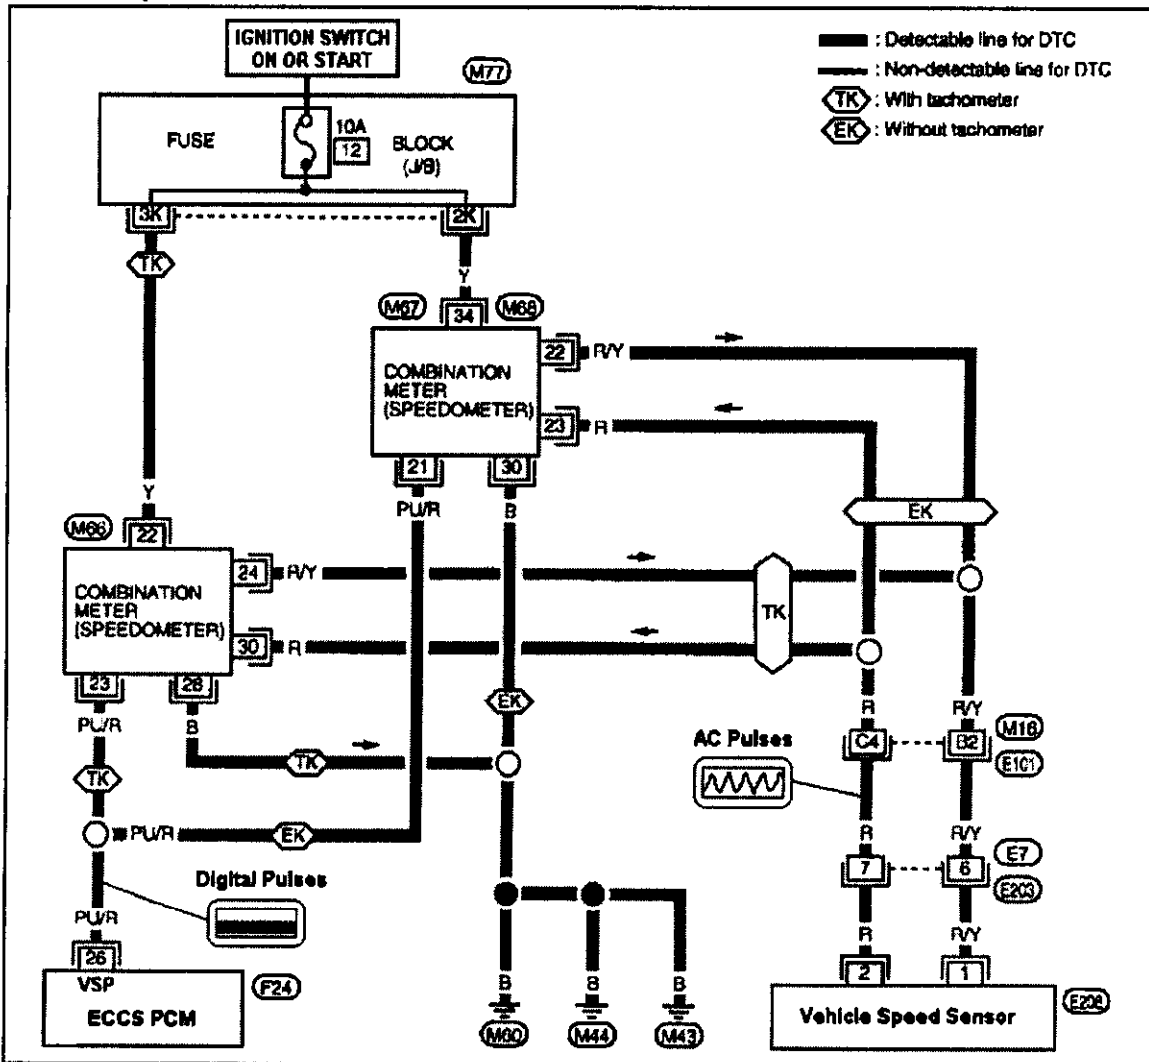 IGNITION SWITCH
ON OR START
M77
FUSE
10A
12
BLOCK
(J/B)
: Detectable line for DTC
: Non-detectable line for DTC
TK : With tachometer
EK : Without tachometer
3K
2K
TK
Y
M67
34
M68
COMBINATION
METER
(SPEEDOMETER)
22
R/Y
23
R
21
30
PU/R
B
EK
Y
M66
22
COMBINATION
METER
(SPEEDOMETER)
24
R/Y
30
R
TK
23
28
PU/R
B
EK
TK
TK
PU/R
EK
R
R/Y
AC Pulses
C4
B2
M16
E101
R
R/Y
7
6
E7
E203
Digital Pulses
PU/R
R
R/Y
26
VSP
F24
ECCS PCM
B
B
B
M60
M44
M43
2
1
Vehicle Speed Sensor